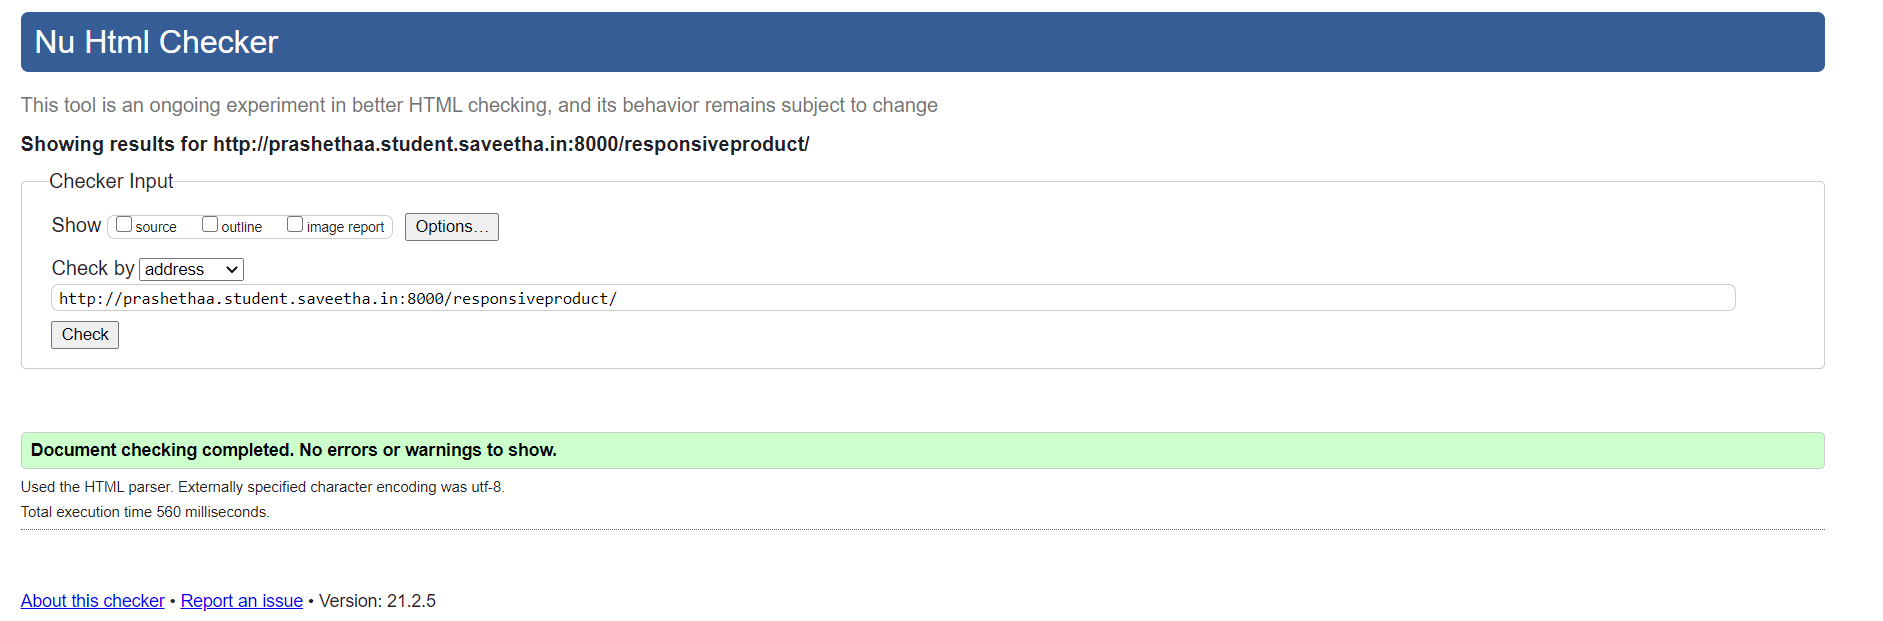 Nu Html Checker
This tool is an ongoing experiment in better HTML checking, and its behavior remains subject to change
Showing results for http://prashethaa.student.saveetha.in:8000/responsiveproduct/
Checker Input
Show source outline image report Options...
Check by address
http://prashethaa.student.saveetha.in:8000/responsiveproduct/
Check
Document checking completed. No errors or warnings to show.
Used the HTML parser. Externally specified character encoding was utf-8.
Total execution time 560 milliseconds.
About this checker • Report an issue • Version: 21.2.5